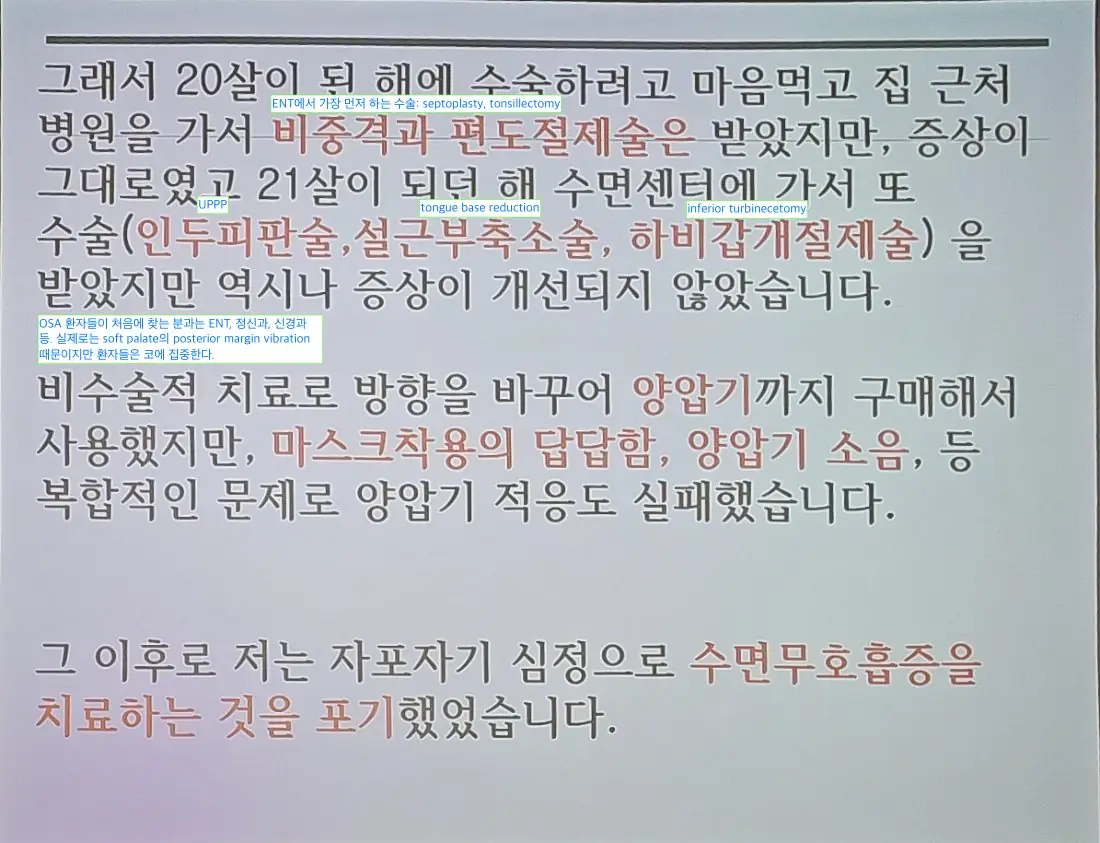 그래서 20살이 된 해에 수술하려고 마음먹고 집 근처
ENT에서 가장 먼저 하는 수술: septoplasty, tonsillectomy
병원을 가서 비중격과 편도절제술은 받았지만, 증상이
그대로였고 21살이 되던 해 수면센터에 가서 또
UPPP
tongue base reduction
inferior turbinecetomy
수술(인두피판술,설근부축소술, 하비갑개절제술) 을
받았지만 역시나 증상이 개선되지 않았습니다.
OSA 환자들이 처음에 찾는 분과는 ENT, 정신과, 신경과
등. 실제로는 soft palate의 posterior margin vibration
때문이지만 환자들은 코에 집중한다.
비수술적 치료로 방향을 바꾸어 양압기까지 구매해서
사용했지만, 마스크착용의 답답함, 양압기 소음, 등
복합적인 문제로 양압기 적응도 실패했습니다.
그 이후로 저는 자포자기 심정으로 수면무호흡증을
치료하는 것을 포기했었습니다.